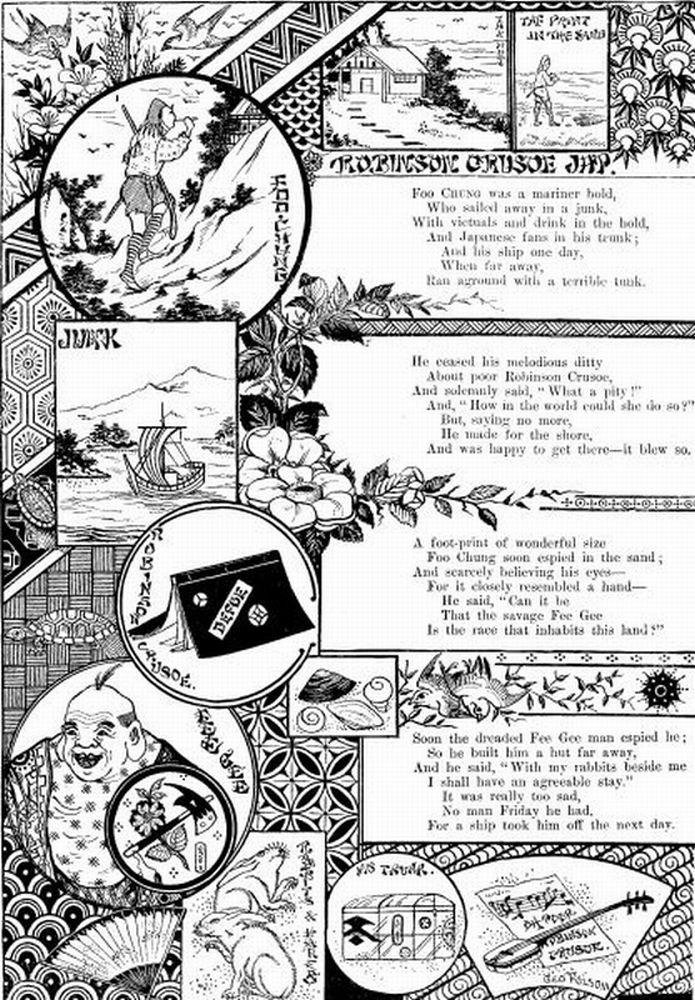 THE HUT
THE PRINT
IN THE SAND
ROBINSON CRUSOE JAP.
FOO CHUNG
Foo Chung was a mariner bold,
Who sailed away in a junk,
With victuals and drink in the hold,
And Japanese fans in his trunk;
And his ship one day,
When far away,
Ran aground with a terrible tunk.
JUNK
He ceased his melodious ditty
About poor Robinson Crusoe,
And solemnly said, "What a pity!"
And, "How in the world could she do so?"
But, saying no more,
He made for the shore,
And was happy to get there—it blew so.
ROBINSON
CRUSOE.
DEFOE
A foot-print of wonderful size
Foo Chung soon espied in the sand;
And scarcely believing his eyes—
For it closely resembled a hand—
He said, "Can it be
That the savage Fee Gee
Is the race that inhabits this land?"
FEE GEE
Soon the dreaded Fee Gee man espied he;
So he built him a hut far away,
And he said, "With my rabbits beside me
I shall have an agreeable stay."
It was really too sad,
No man Friday he had,
For a ship took him off the next day.
HIS TRUNK.
OH, POOR
ROBINSON
CRUSOE.
GEO FOLSOM